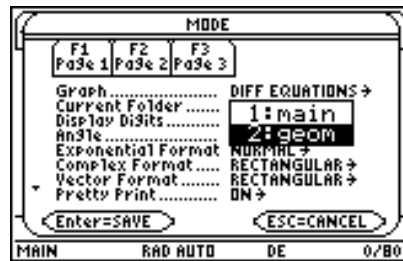 MODE
F1 F2 F3
Page 1 Page 2 Page 3
Graph.................. DIFF EQUATIONS→
Current Folder ......
Display Digits.........
Angle..................
1:main
2:geom
Exponential Format NORMAL→
Complex Format....... RECTANGULAR→
Vector Format........ RECTANGULAR→
Pretty Print........... ON→
Enter=SAVE ESC=CANCEL
MAIN RAD AUTO DE 0/80